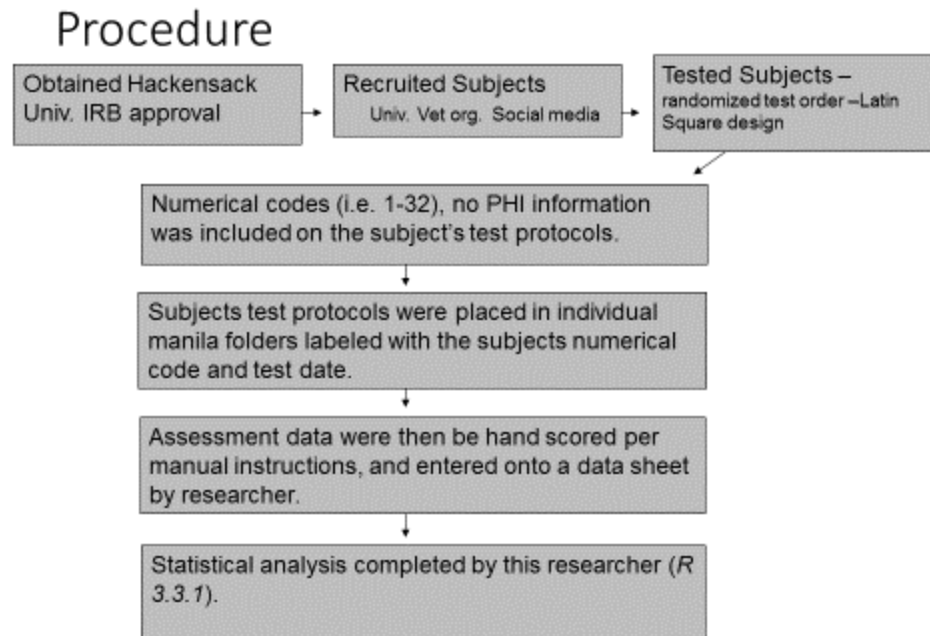 Procedure
Obtained Hackensack
Univ. IRB approval
Recruited Subjects
Univ. Vet org. Social media
Tested Subjects –
randomized test order –Latin
Square design
Numerical codes (i.e. 1-32), no PHI information
was included on the subject's test protocols.
Subjects test protocols were placed in individual
manila folders labeled with the subjects numerical
code and test date.
Assessment data were then be hand scored per
manual instructions, and entered onto a data sheet
by researcher.
Statistical analysis completed by this researcher (R
3.3.1).